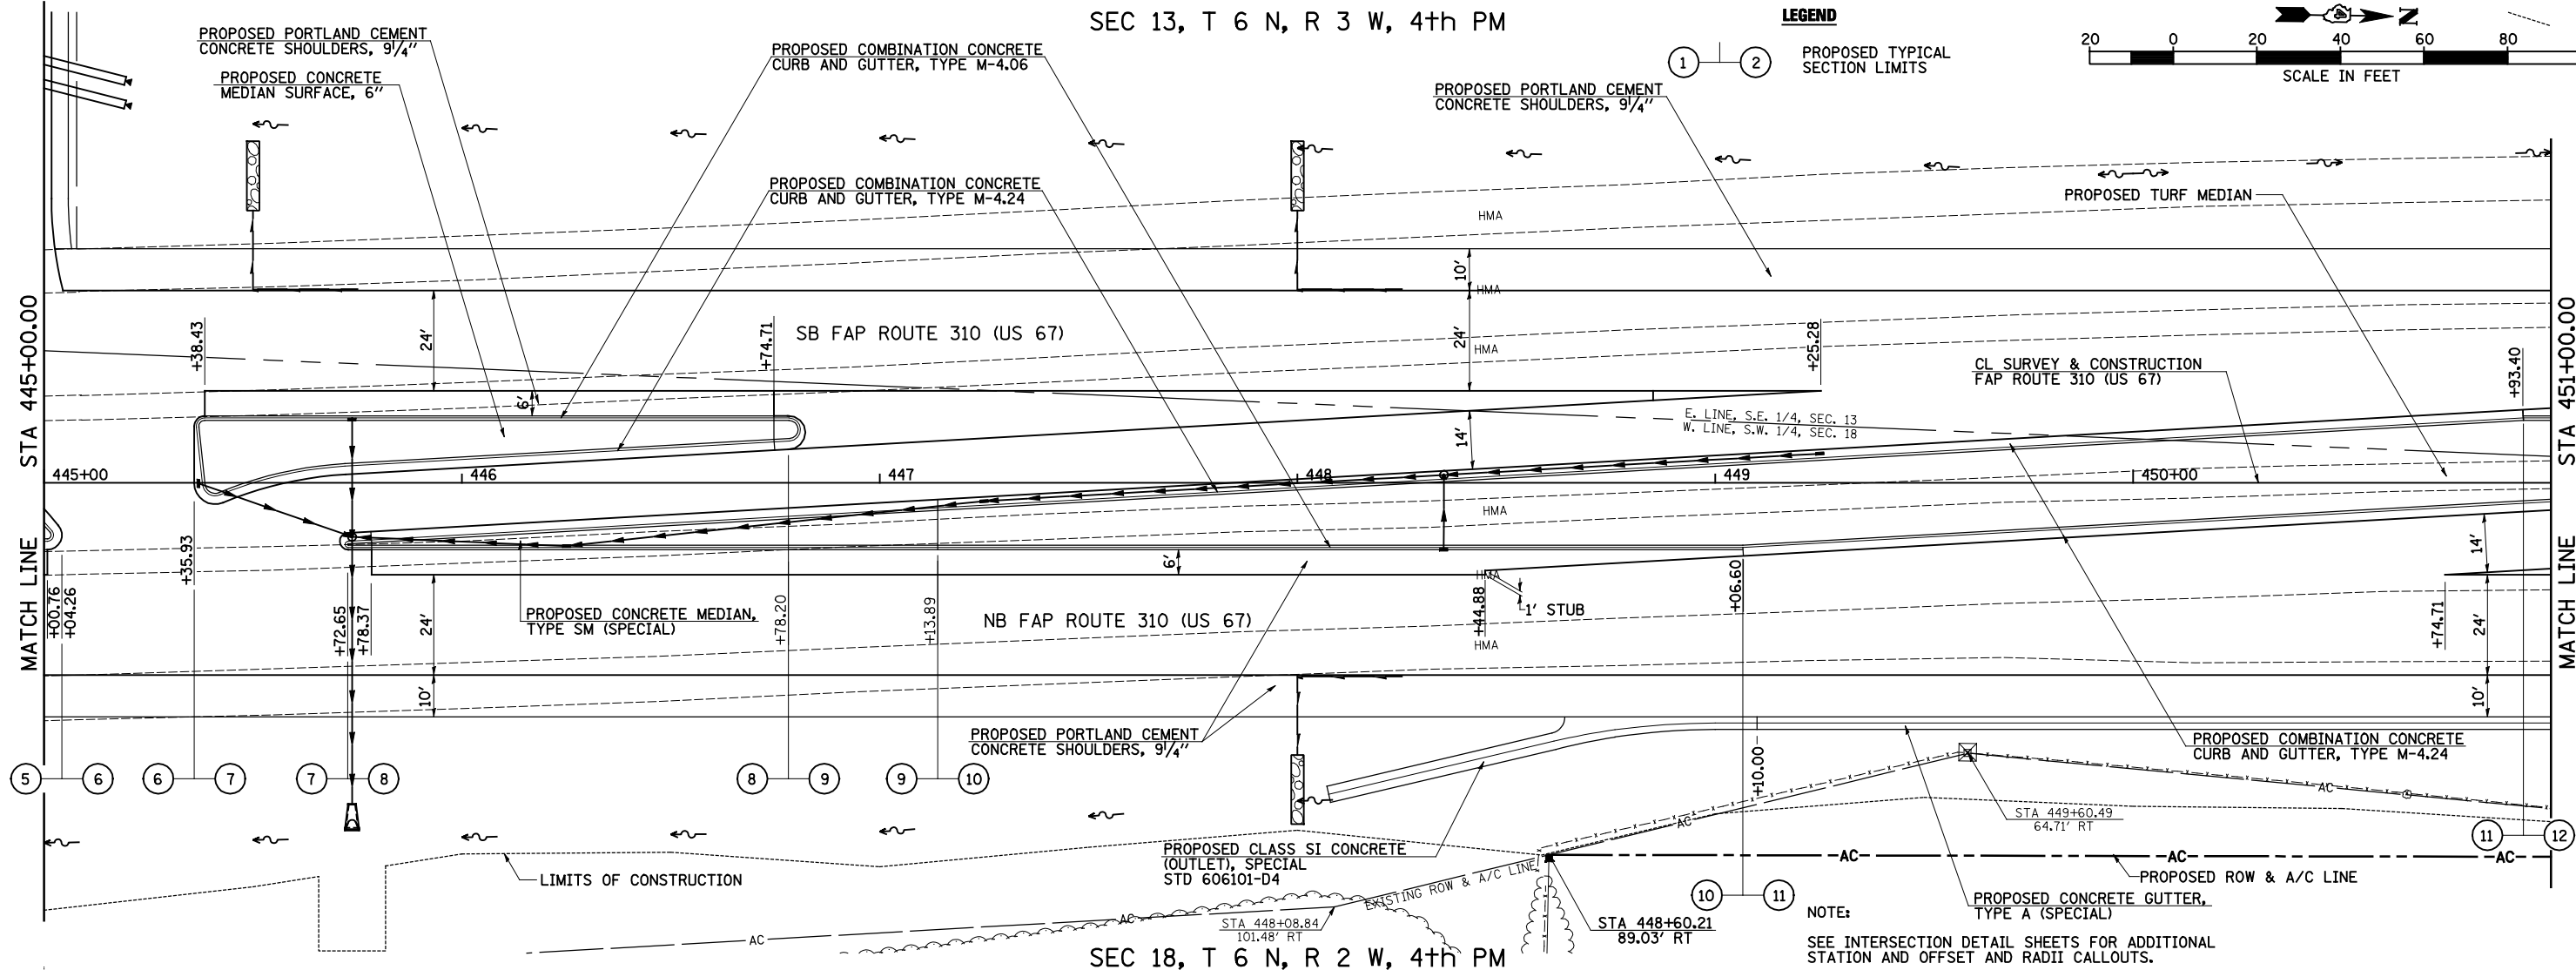 SEC 13, T 6 N, R 3 W, 4th PM
LEGEND
1 2 PROPOSED TYPICAL
SECTION LIMITS
N
20 0 20 40 60 80
SCALE IN FEET
PROPOSED PORTLAND CEMENT
CONCRETE SHOULDERS, 9 1/4"
PROPOSED CONCRETE
MEDIAN SURFACE, 6"
PROPOSED COMBINATION CONCRETE
CURB AND GUTTER, TYPE M-4.06
PROPOSED COMBINATION CONCRETE
CURB AND GUTTER, TYPE M-4.24
PROPOSED PORTLAND CEMENT
CONCRETE SHOULDERS, 9 1/4"
PROPOSED TURF MEDIAN
HMA
10'
HMA
24'
24'
HMA
SB FAP ROUTE 310 (US 67)
+38.43
+74.71
+25.28
+93.40
CL SURVEY & CONSTRUCTION
FAP ROUTE 310 (US 67)
6'
14'
E. LINE, S.E. 1/4, SEC. 13
W. LINE, S.W. 1/4, SEC. 18
MATCH LINE STA 445+00.00
MATCH LINE STA 451+00.00
445+00
446
447
448
449
450+00
HMA
+00.76
+04.26
+35.93
+72.65
+78.37
24'
10'
PROPOSED CONCRETE MEDIAN,
TYPE SM (SPECIAL)
+78.20
+13.89
NB FAP ROUTE 310 (US 67)
6'
HMA
+44.88
1' STUB
HMA
+06.60
14'
+74.71
24'
10'
PROPOSED PORTLAND CEMENT
CONCRETE SHOULDERS, 9 1/4"
+10.00
PROPOSED COMBINATION CONCRETE
CURB AND GUTTER, TYPE M-4.24
5 6
6 7
7 8
8 9
9 10
AC
STA 449+60.49
64.71' RT
AC
11 12
LIMITS OF CONSTRUCTION
PROPOSED CLASS SI CONCRETE
(OUTLET), SPECIAL
STD 606101-D4
AC AC AC
PROPOSED ROW & A/C LINE
EXISTING ROW & A/C LINE
10 11
PROPOSED CONCRETE GUTTER,
TYPE A (SPECIAL)
AC
AC
STA 448+08.84
101.48' RT
STA 448+60.21
89.03' RT
NOTE:
SEE INTERSECTION DETAIL SHEETS FOR ADDITIONAL
STATION AND OFFSET AND RADII CALLOUTS.
SEC 18, T 6 N, R 2 W, 4th PM